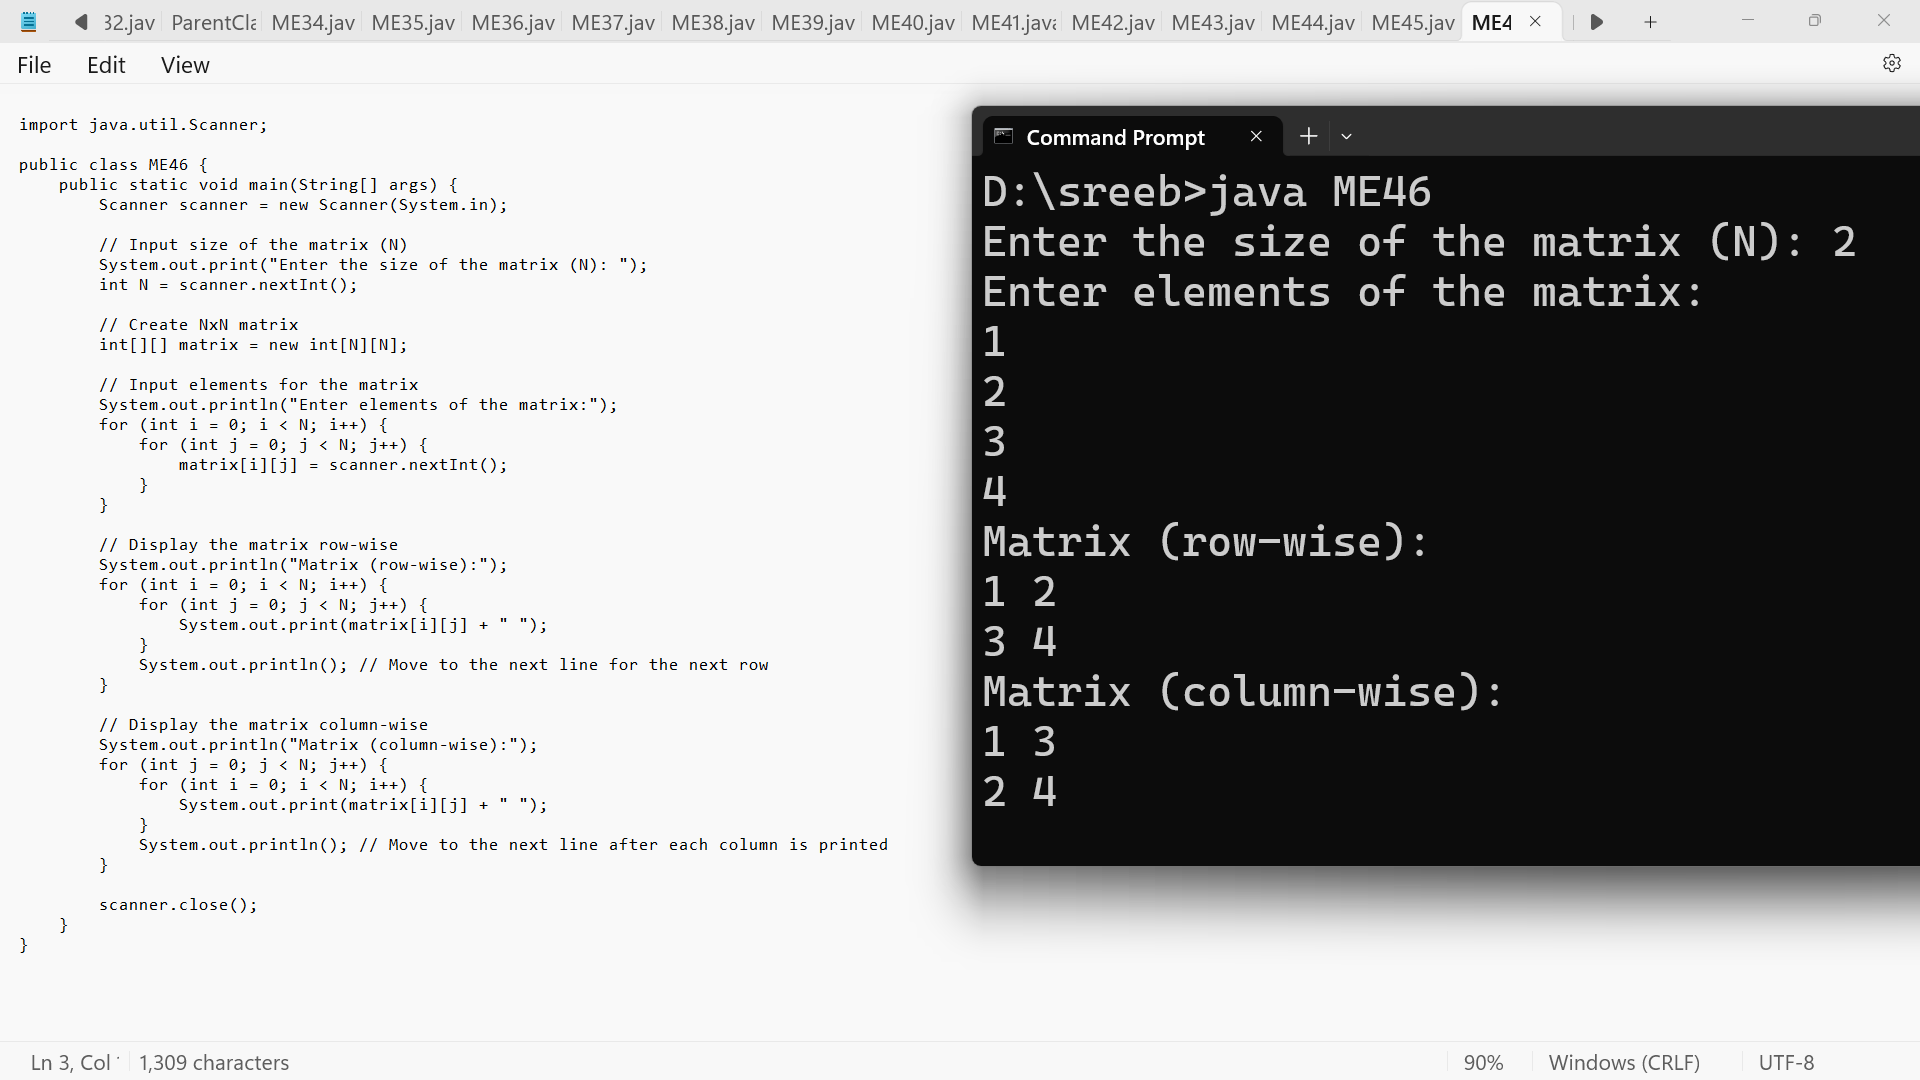 32.jav ParentCla ME34.jav ME35.jav ME36.jav ME37.jav ME38.jav ME39.jav ME40.jav ME41.java ME42.jav ME43.jav ME44.jav ME45.jav ME4
File Edit View
import java.util.Scanner;
public class ME46 {
    public static void main(String[] args) {
        Scanner scanner = new Scanner(System.in);
        // Input size of the matrix (N)
        System.out.print("Enter the size of the matrix (N): ");
        int N = scanner.nextInt();
        // Create NxN matrix
        int[][] matrix = new int[N][N];
        // Input elements for the matrix
        System.out.println("Enter elements of the matrix:");
        for (int i = 0; i < N; i++) {
            for (int j = 0; j < N; j++) {
                matrix[i][j] = scanner.nextInt();
            }
        }
        // Display the matrix row-wise
        System.out.println("Matrix (row-wise):");
        for (int i = 0; i < N; i++) {
            for (int j = 0; j < N; j++) {
                System.out.print(matrix[i][j] + " ");
            }
            System.out.println(); // Move to the next line for the next row
        }
        // Display the matrix column-wise
        System.out.println("Matrix (column-wise):");
        for (int j = 0; j < N; j++) {
            for (int i = 0; i < N; i++) {
                System.out.print(matrix[i][j] + " ");
            }
            System.out.println(); // Move to the next line after each column is printed
        }
        scanner.close();
    }
}
Command Prompt
D:\sreeb>java ME46
Enter the size of the matrix (N): 2
Enter elements of the matrix:
1
2
3
4
Matrix (row-wise):
1 2
3 4
Matrix (column-wise):
1 3
2 4
Ln 3, Col 1,309 characters 90% Windows (CRLF) UTF-8